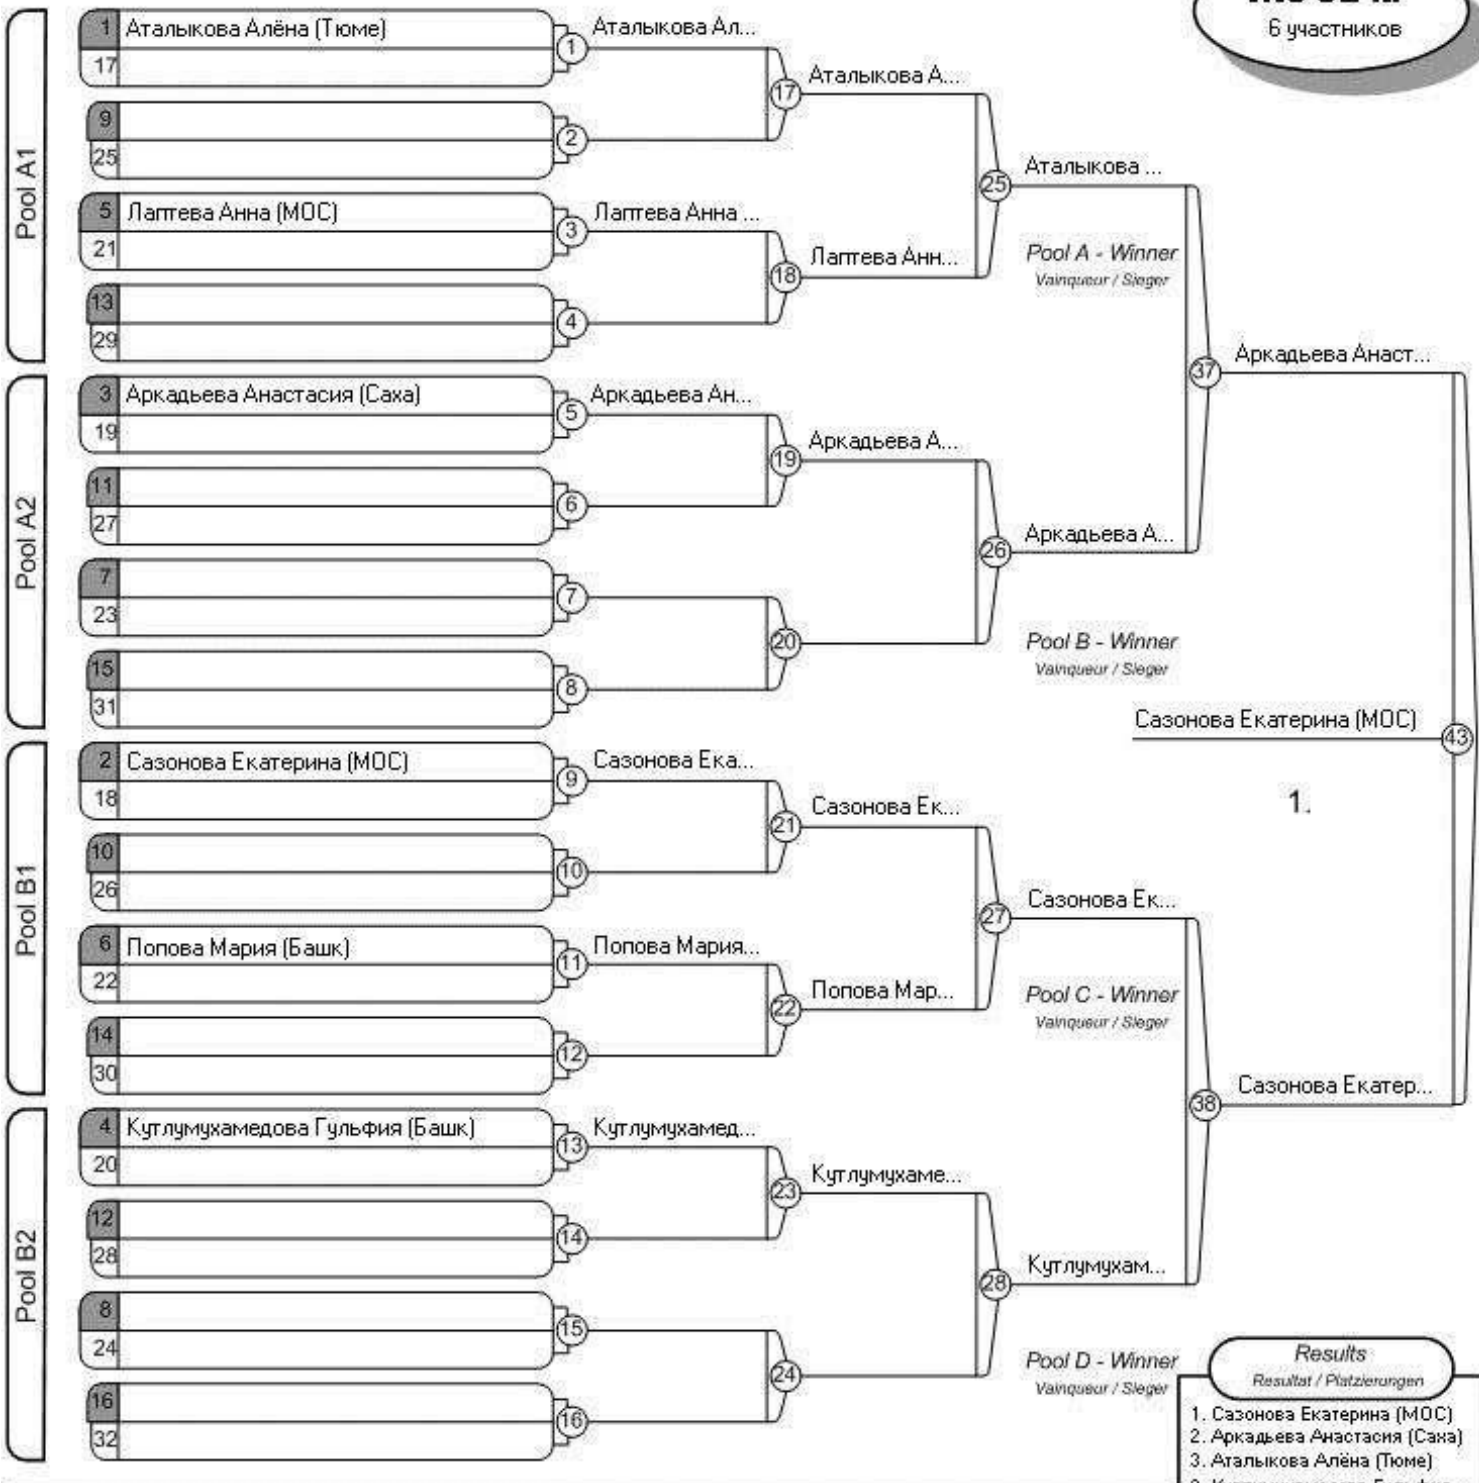 6 участников
Pool A1
1 Аталыкова Алёна (Тюме)
17
1
Аталыкова Ал...
9
25
2
17
Аталыкова А...
5 Лаптева Анна (МОС)
21
3
Лаптева Анна ...
13
29
4
18
Лаптева Анн...
25
Аталыкова ...
Pool A - Winner
Vainqueur / Sieger
Pool A2
3 Аркадьева Анастасия (Саха)
19
5
Аркадьева Ан...
11
27
6
19
Аркадьева А...
7
23
7
15
31
8
20
26
Аркадьева А...
Pool B - Winner
Vainqueur / Sieger
37
Аркадьева Анаст...
Pool B1
2 Сазонова Екатерина (МОС)
18
9
Сазонова Ека...
10
26
10
21
Сазонова Ек...
6 Попова Мария (Башк)
22
11
Попова Мария...
14
30
12
22
Попова Мар...
27
Сазонова Ек...
Pool C - Winner
Vainqueur / Sieger
Pool B2
4 Кутлумухамедова Гульфия (Башк)
20
13
Кутлумухамед...
12
28
14
23
Кутлумухаме...
8
24
15
16
32
16
24
28
Кутлумухам...
Pool D - Winner
Vainqueur / Sieger
38
Сазонова Екатер...
43
Сазонова Екатерина (МОС)
1.
Results
Resultat / Platzierungen
1. Сазонова Екатерина (МОС)
2. Аркадьева Анастасия (Саха)
3. Аталыкова Алёна (Тюме)